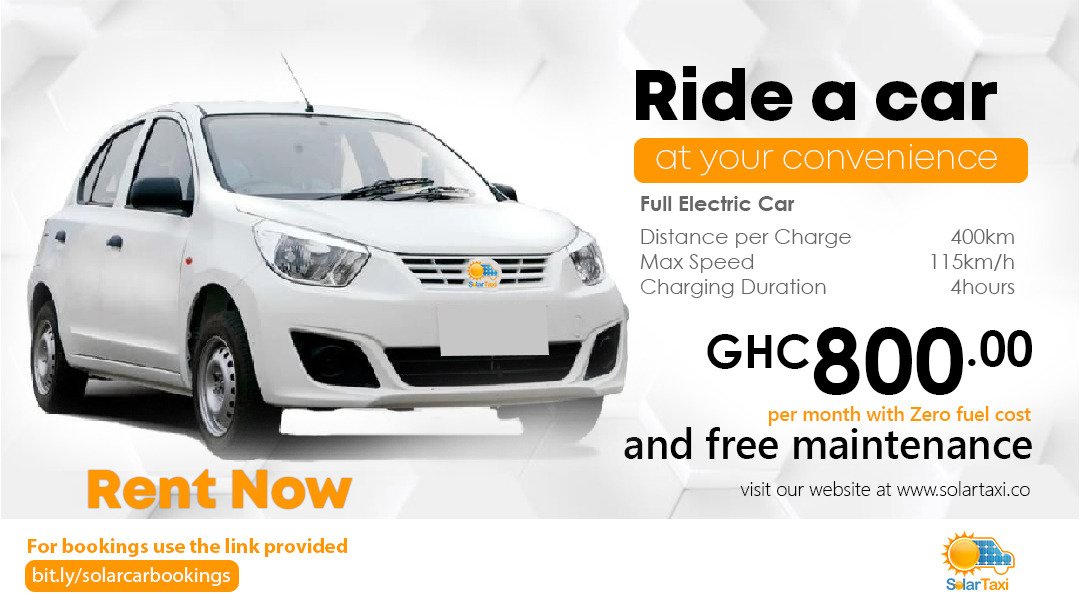 Ride a car
at your convenience
Full Electric Car
Distance per Charge 400km
Max Speed 115km/h
Charging Duration 4hours
GHC800.00
per month with Zero fuel cost
and free maintenance
visit our website at www.solartaxi.co
SolarTaxi
Rent Now
For bookings use the link provided
bit.ly/solarcarbookings
SolarTaxi